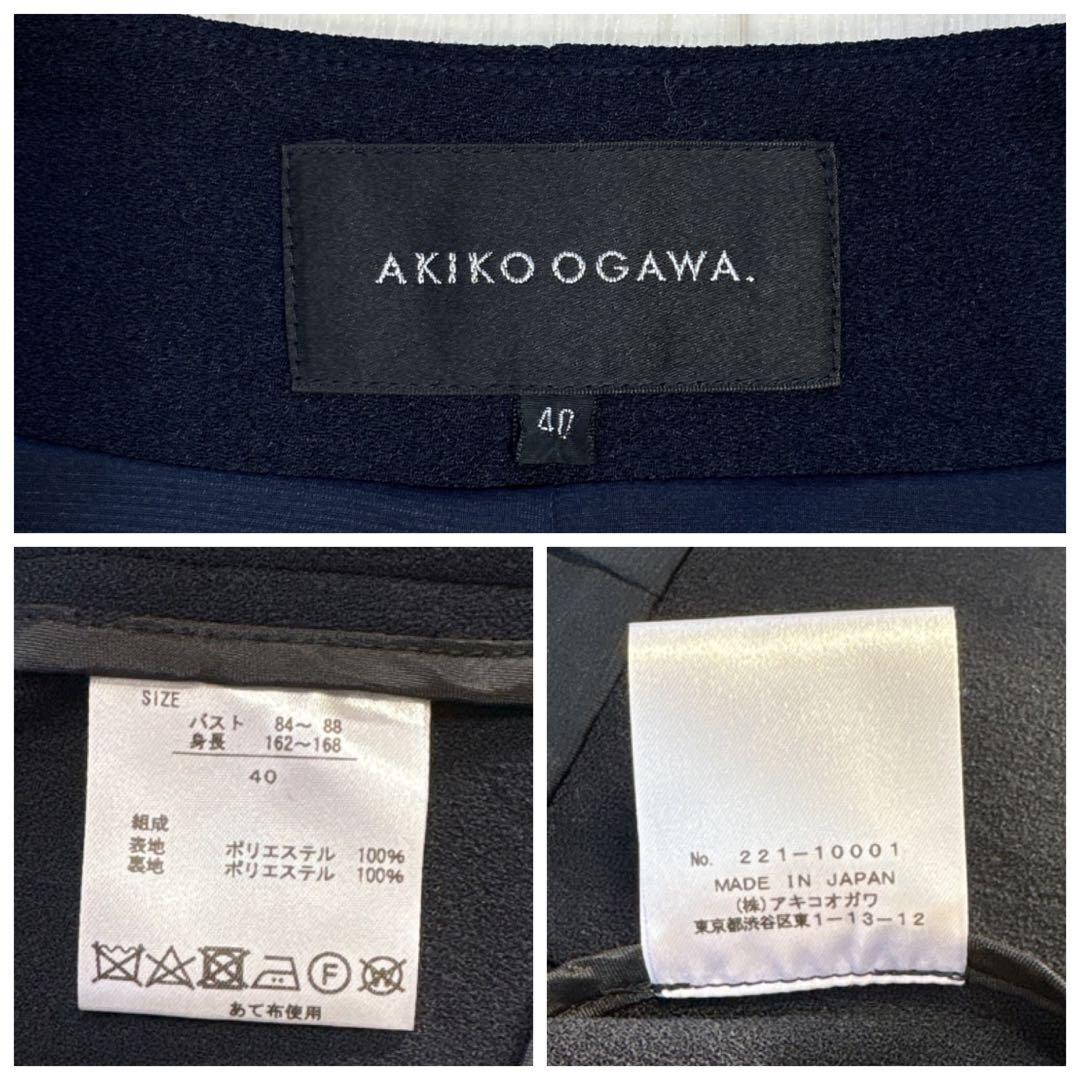 AKIKO OGAWA.
40
SIZE
バスト 84～ 88
身長 162～168
40
組成
表地 ポリエステル 100%
裏地 ポリエステル 100%
F W
あて布使用
No. 221-10001
MADE IN JAPAN
(株)アキコオガワ
東京都渋谷区東1-13-12